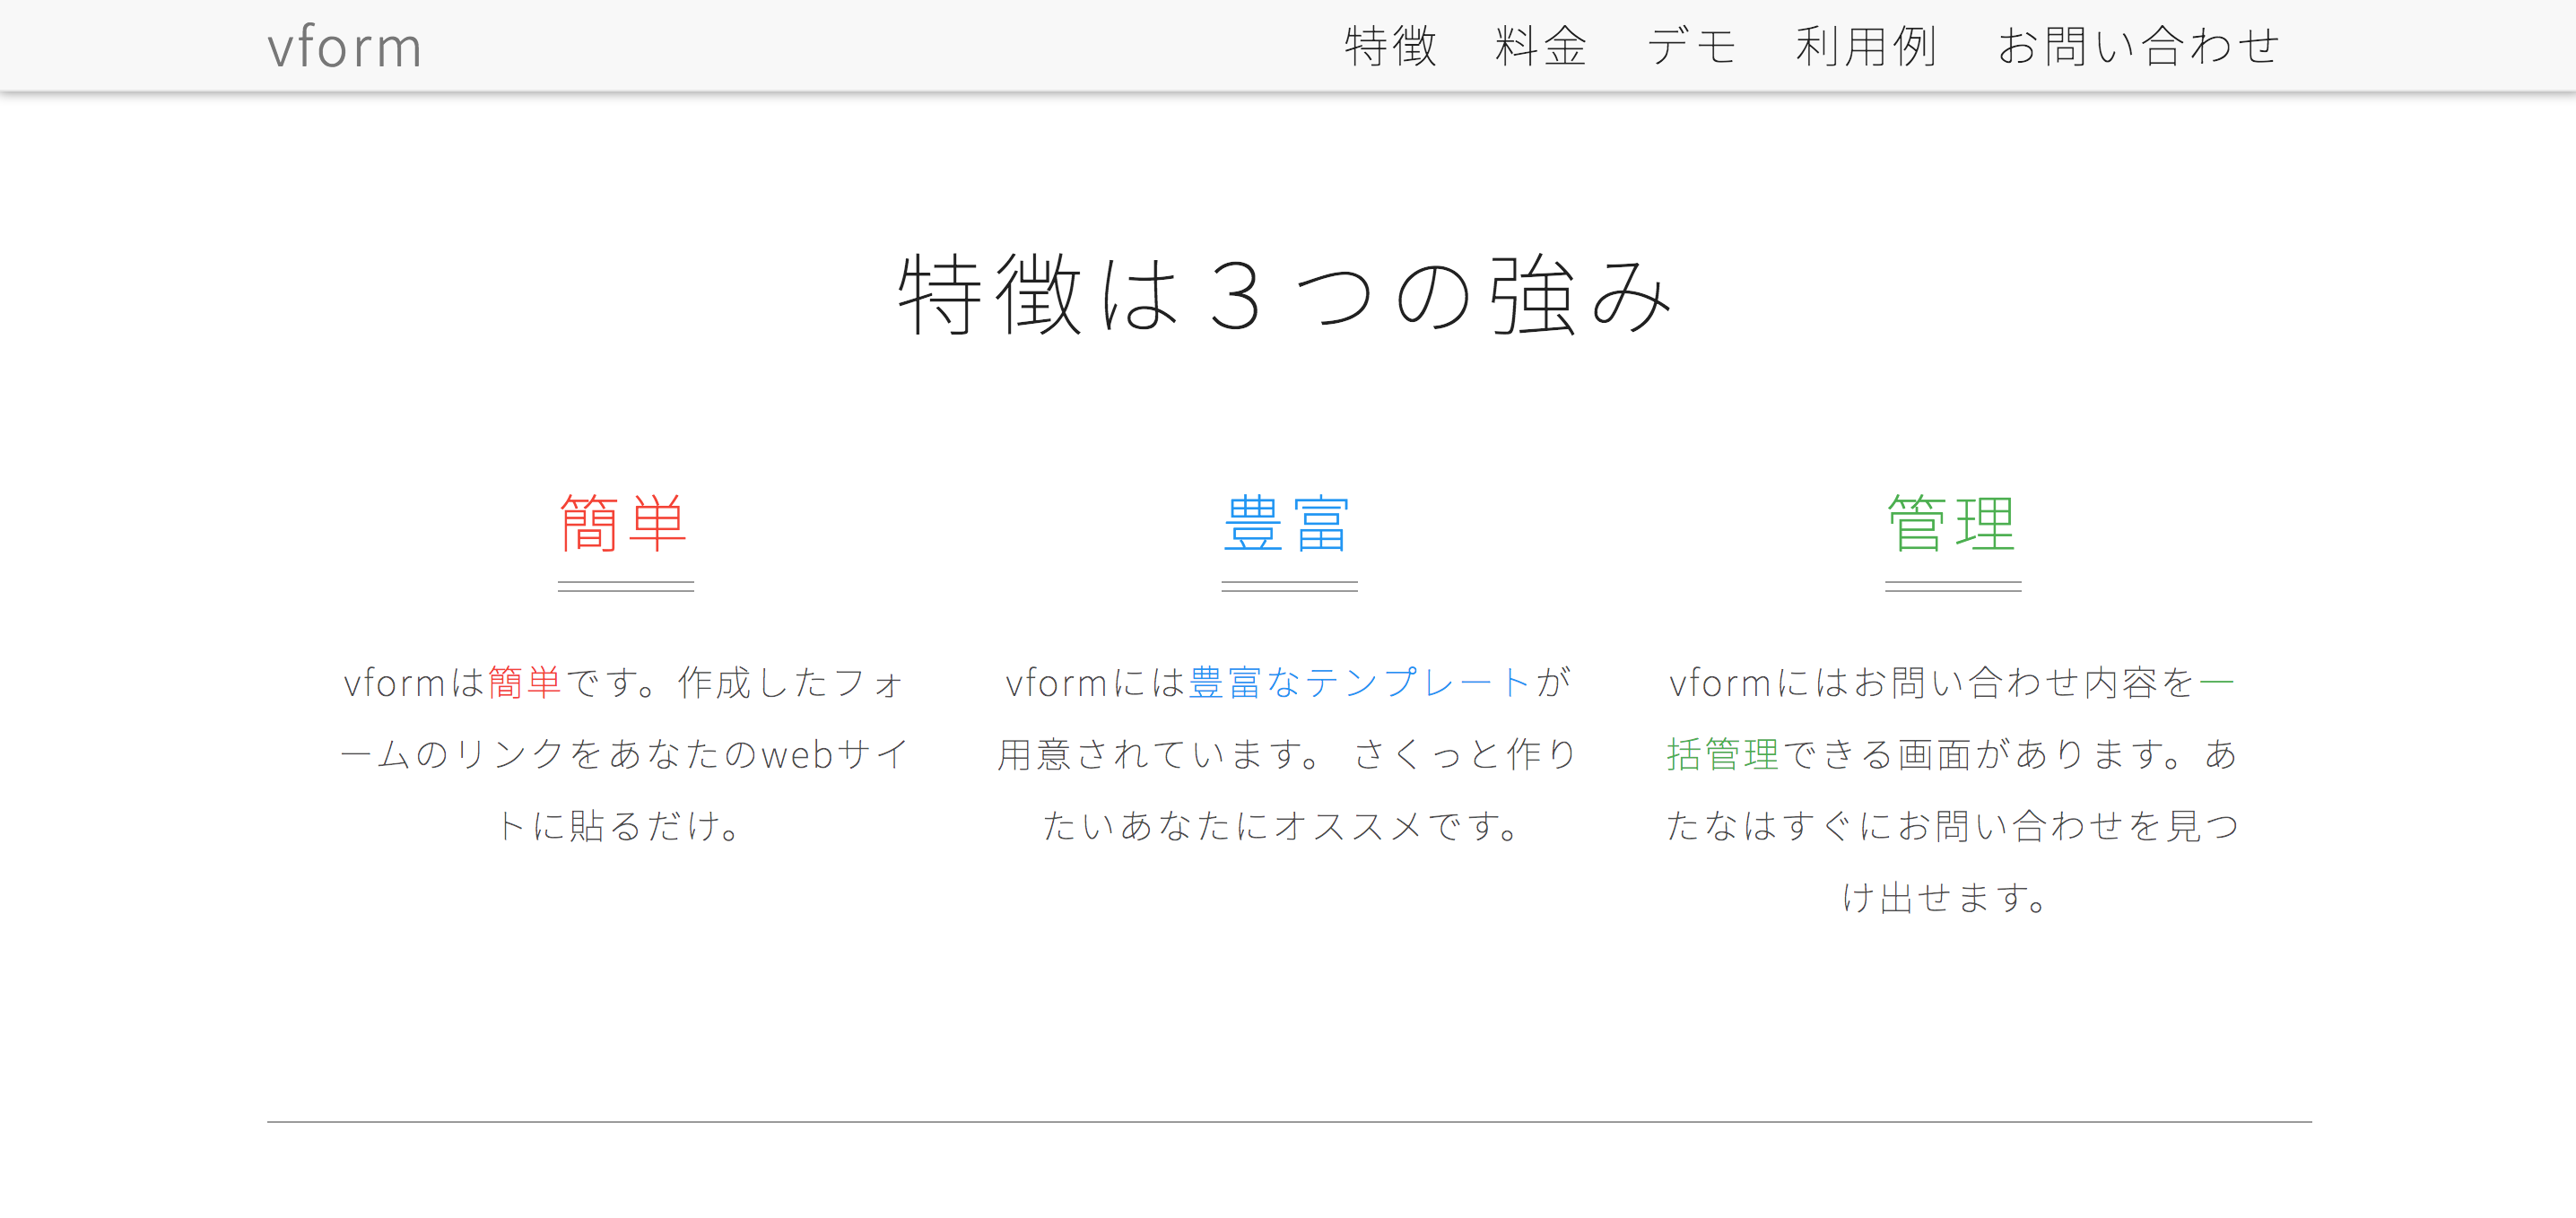 vform
特徴 料金 デモ 利用例 お問い合わせ
特徴は３つの強み
簡単
vformは簡単です。作成したフォ
ームのリンクをあなたのwebサイ
トに貼るだけ。
豊富
vformには豊富なテンプレートが
用意されています。 さくっと作り
たいあなたにオススメです。
管理
vformにはお問い合わせ内容を一
括管理できる画面があります。あ
たなはすぐにお問い合わせを見つ
け出せます。